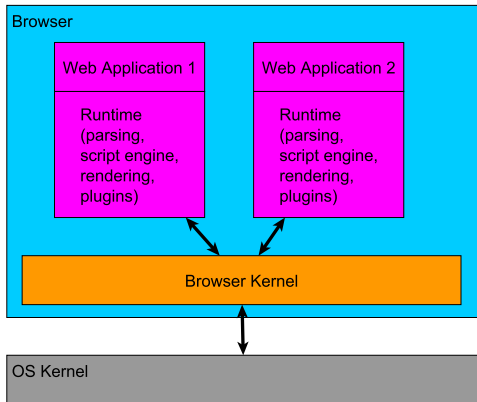 Browser
Web Application 1
Runtime
(parsing,
script engine,
rendering,
plugins)
Web Application 2
Runtime
(parsing,
script engine,
rendering,
plugins)
Browser Kernel
OS Kernel